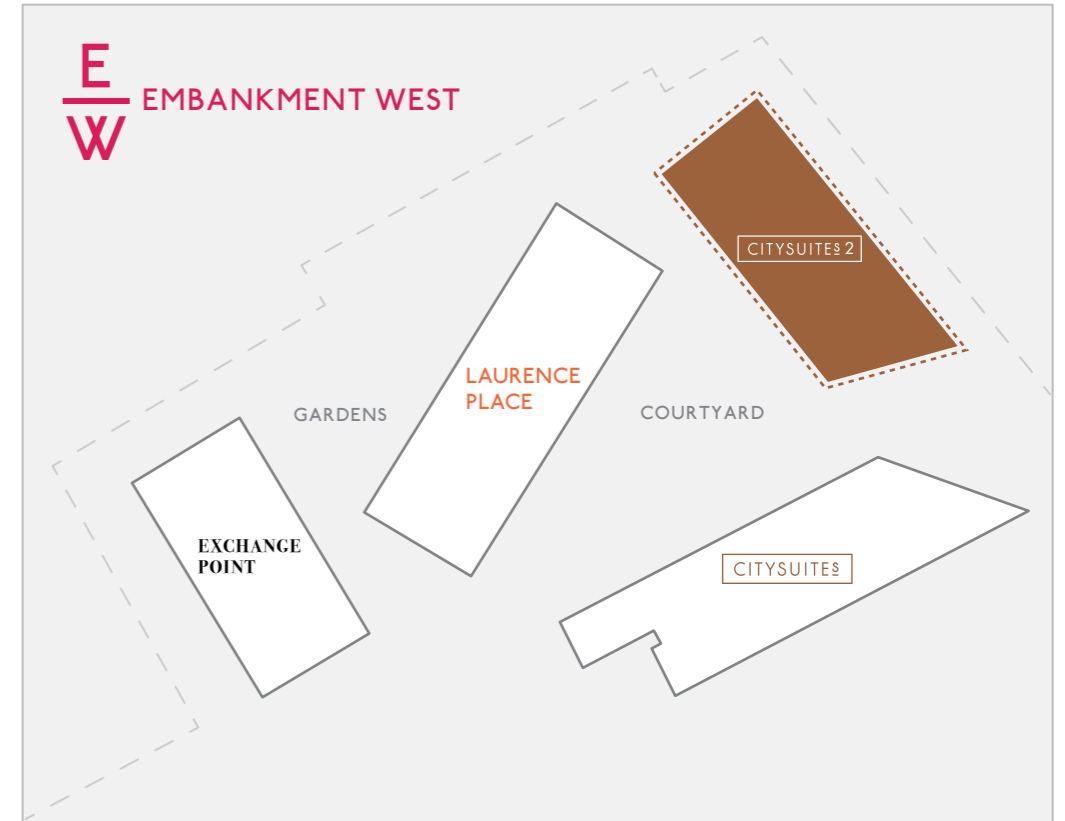 E
W
EMBANKMENT WEST
CITYSUITES 2
LAURENCE
PLACE
GARDENS
COURTYARD
EXCHANGE
POINT
CITYSUITES